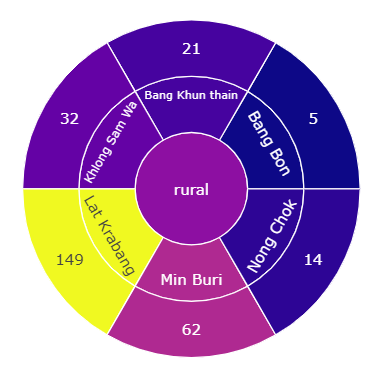 21
Bang Khun thain
32
Khlong Sam Wa
5
Bang Bon
rural
149
Lat Krabang
14
Nong Chok
Min Buri
62